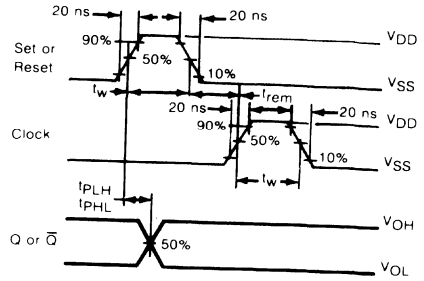 20 ns
20 ns
VDD
90%
Set or
Reset
50%
10%
VSS
tw
trem
20 ns
20 ns
VDD
90%
Clock
50%
10%
VSS
tw
tPLH
tPHL
VOH
Q or Q̅
50%
VOL